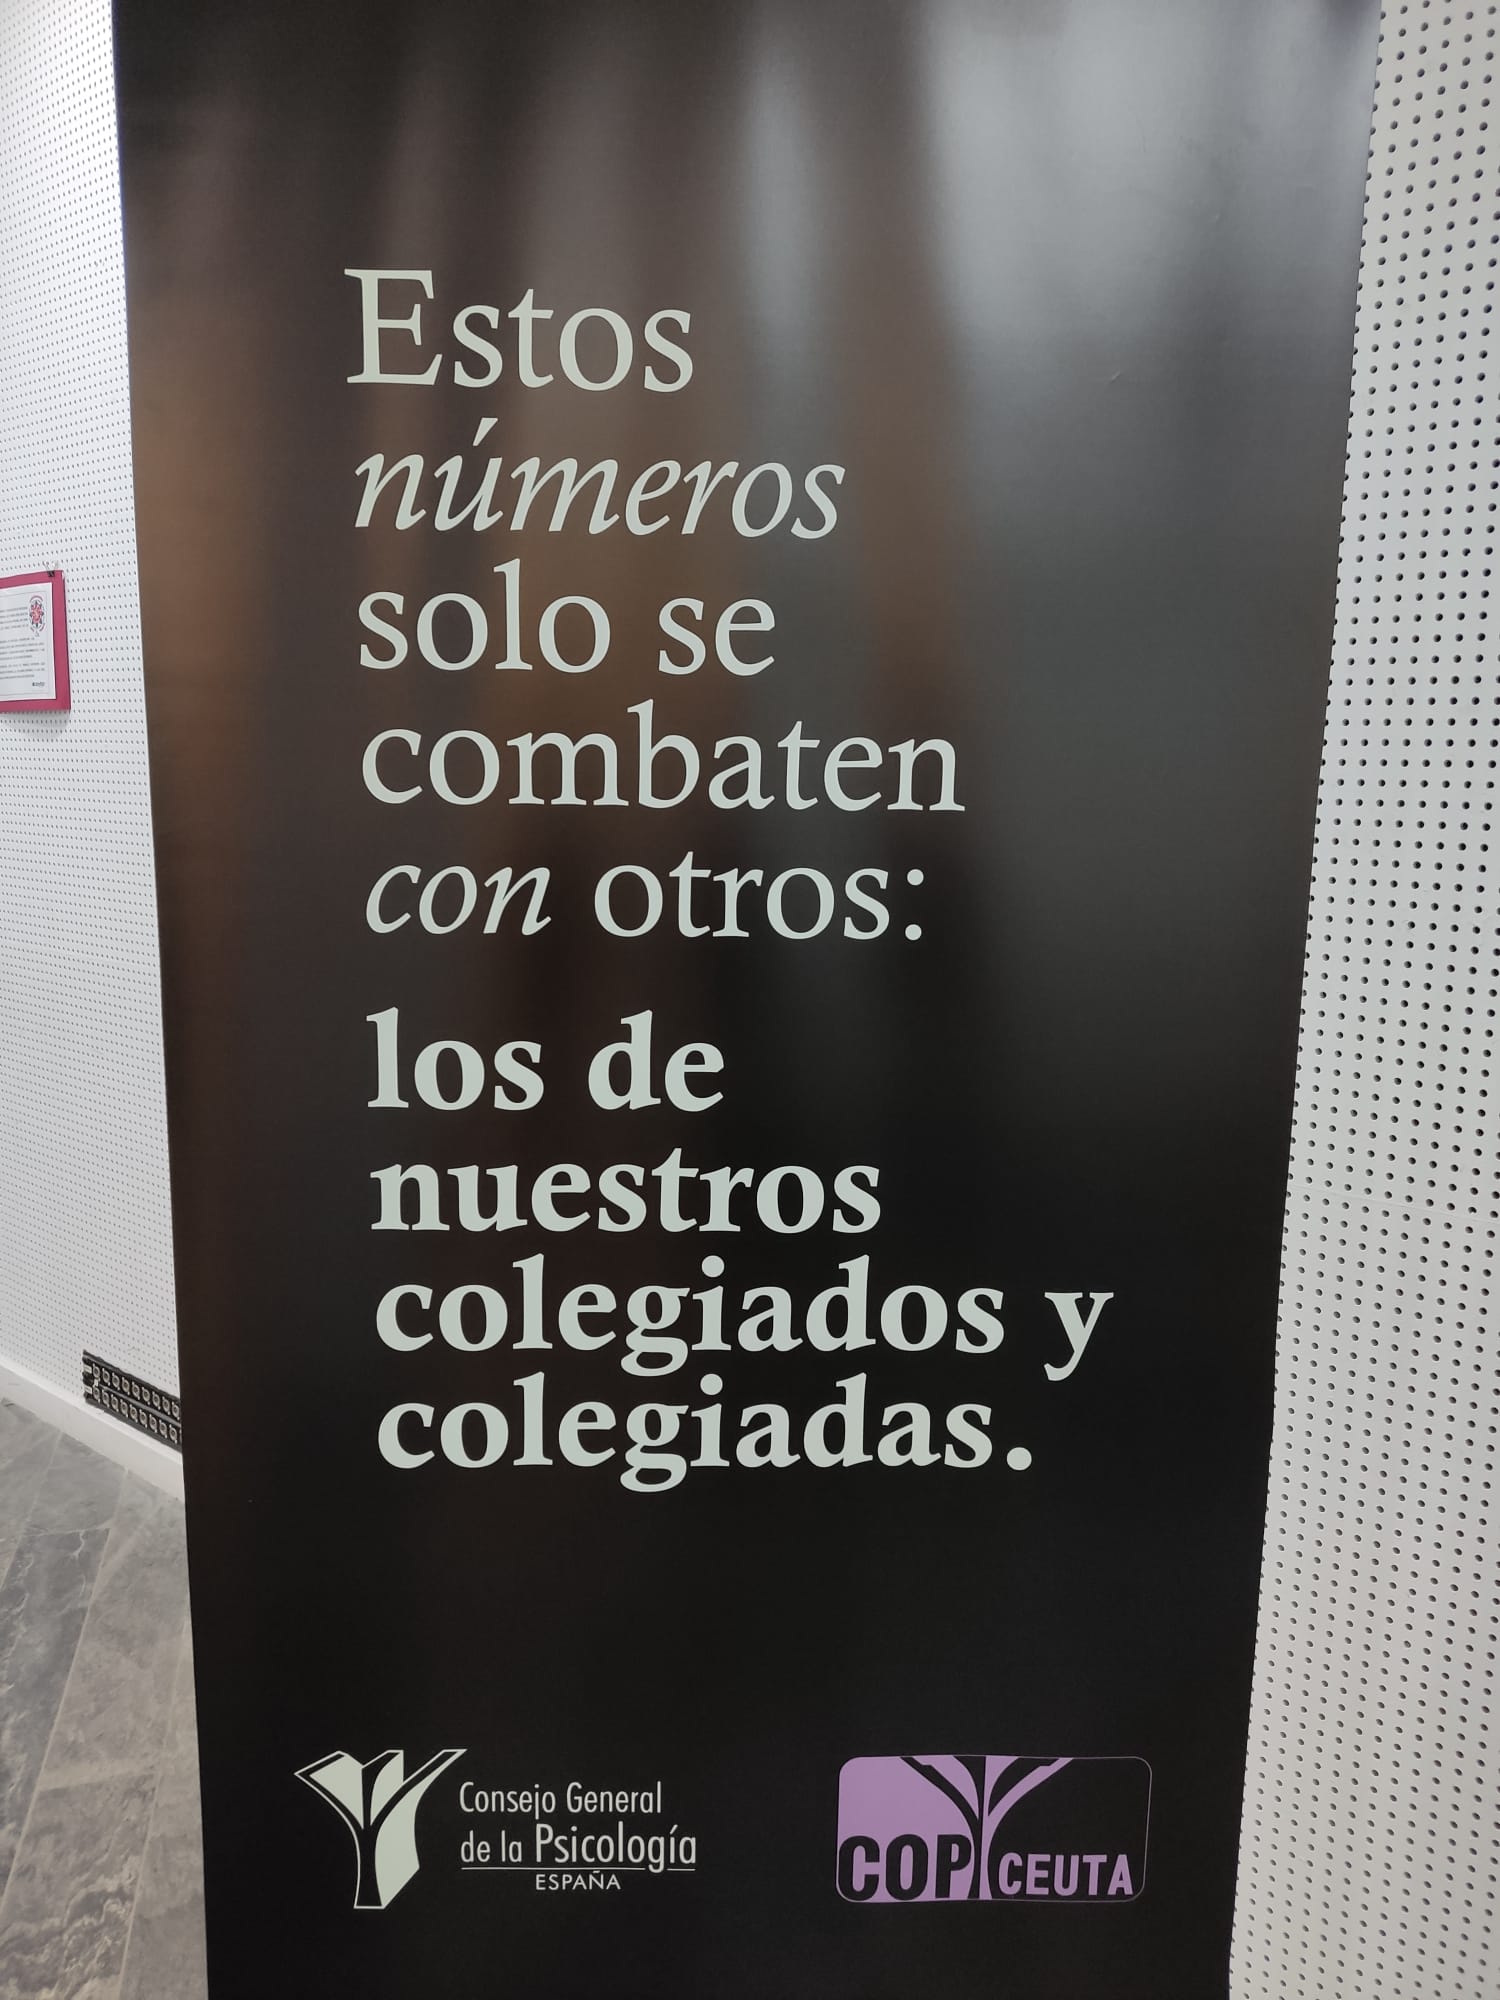 Estos
números
solo se
combaten
con otros:
los de
nuestros
colegiados y
colegiadas.
Consejo General
de la Psicología
ESPAÑA
COP CEUTA